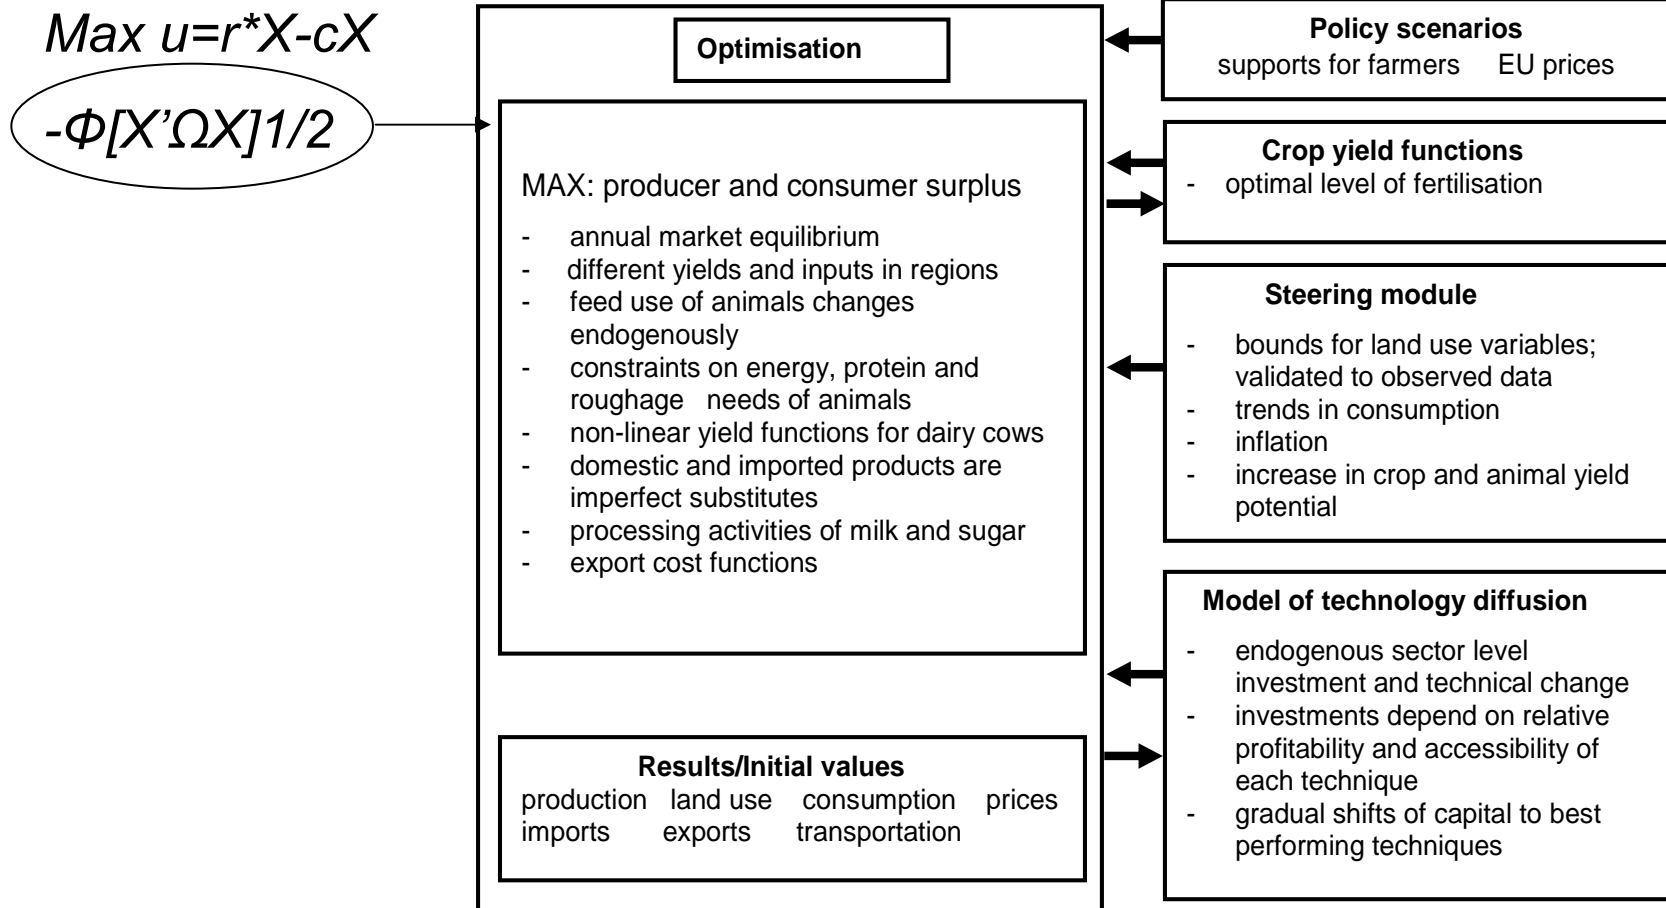 Max u=r*X-cX
-Φ[X’ΩX]1/2
Optimisation
MAX: producer and consumer surplus
- annual market equilibrium
- different yields and inputs in regions
- feed use of animals changes
endogenously
- constraints on energy, protein and
roughage needs of animals
- non-linear yield functions for dairy cows
- domestic and imported products are
imperfect substitutes
- processing activities of milk and sugar
- export cost functions
Results/Initial values
production land use consumption prices
imports exports transportation
Policy scenarios
supports for farmers EU prices
Crop yield functions
- optimal level of fertilisation
Steering module
- bounds for land use variables;
validated to observed data
- trends in consumption
- inflation
- increase in crop and animal yield
potential
Model of technology diffusion
- endogenous sector level
investment and technical change
- investments depend on relative
profitability and accessibility of
each technique
- gradual shifts of capital to best
performing techniques